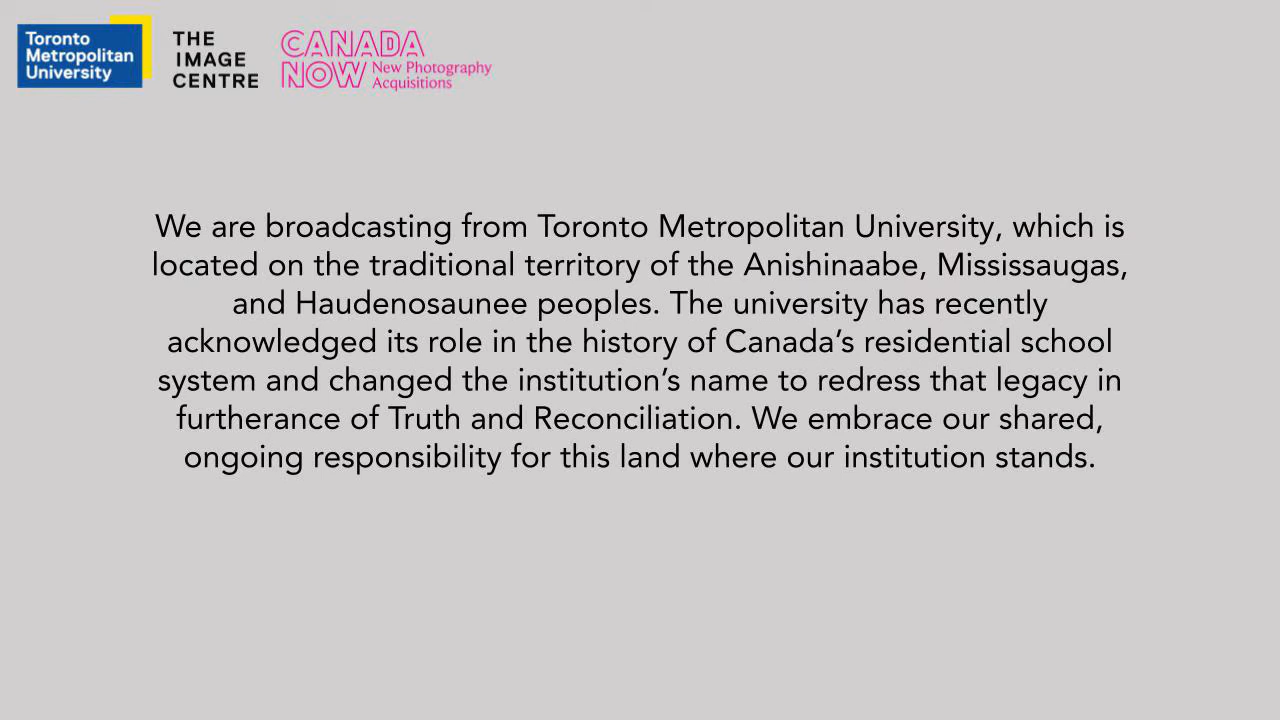 Toronto
Metropolitan
University
THE
IMAGE
CENTRE
CANADA
NOW New Photography
Acquisitions
We are broadcasting from Toronto Metropolitan University, which is
located on the traditional territory of the Anishinaabe, Mississaugas,
and Haudenosaunee peoples. The university has recently
acknowledged its role in the history of Canada’s residential school
system and changed the institution’s name to redress that legacy in
furtherance of Truth and Reconciliation. We embrace our shared,
ongoing responsibility for this land where our institution stands.